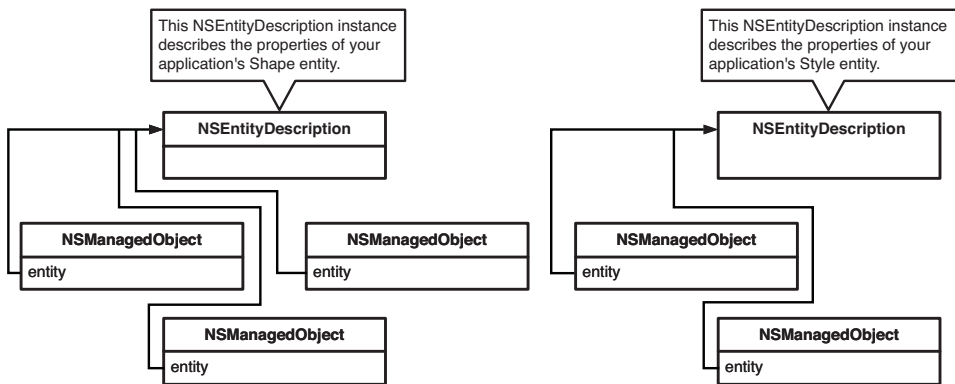 This NSEntityDescription instance
describes the properties of your
application's Shape entity.
NSEntityDescription
NSManagedObject
entity
NSManagedObject
entity
NSManagedObject
entity
This NSEntityDescription instance
describes the properties of your
application's Style entity.
NSEntityDescription
NSManagedObject
entity
NSManagedObject
entity